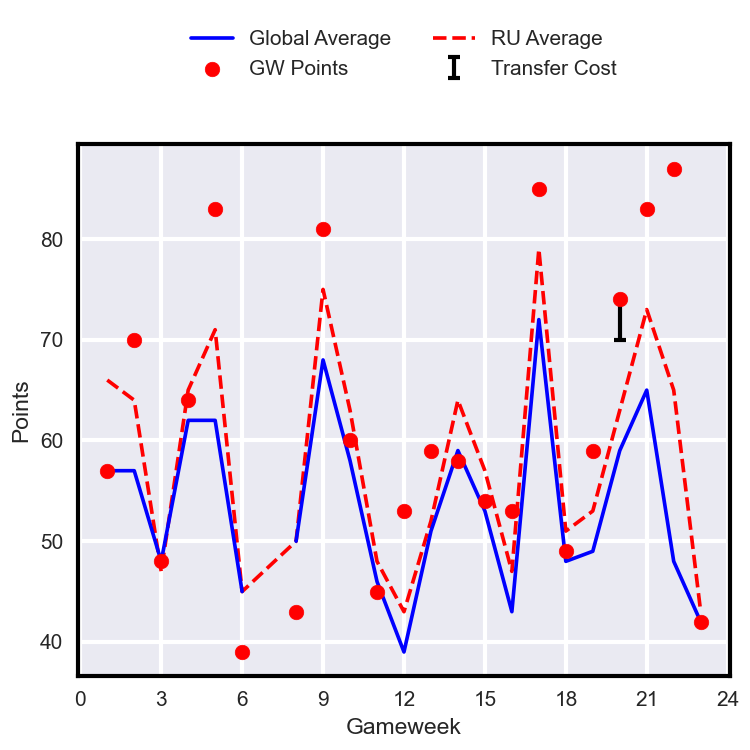 Global Average RU Average
GW Points Transfer Cost
80
70
60
50
40
Points
0 3 6 9 12 15 18 21 24
Gameweek